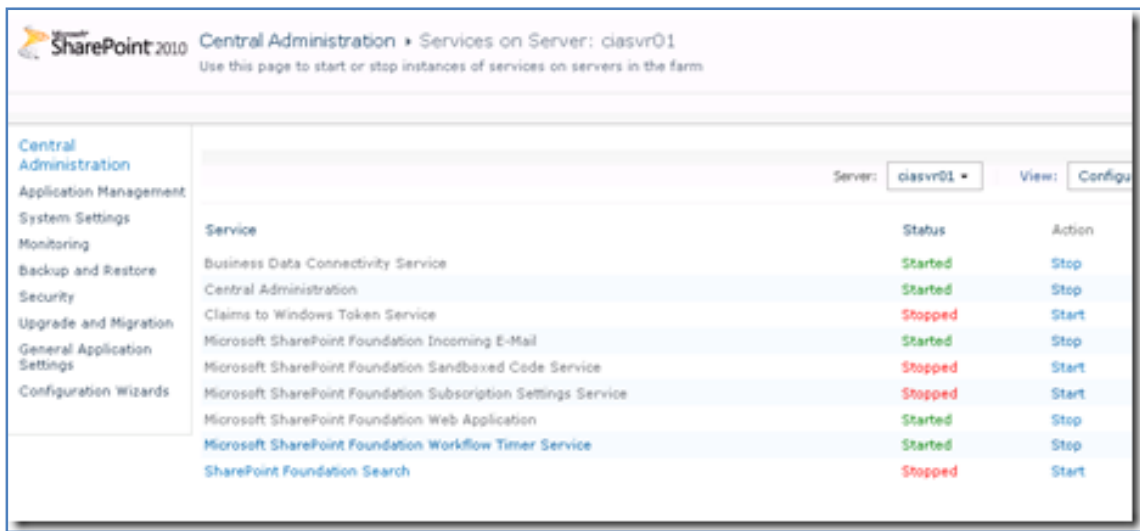 Microsoft
SharePoint 2010
Central Administration ▸ Services on Server: ciasvr01
Use this page to start or stop instances of services on servers in the farm
Central
Administration
Application Management
System Settings
Monitoring
Backup and Restore
Security
Upgrade and Migration
General Application
Settings
Configuration Wizards
Server: ciasvr01 View: Configu
Service Status Action
Business Data Connectivity Service Started Stop
Central Administration Started Stop
Claims to Windows Token Service Stopped Start
Microsoft SharePoint Foundation Incoming E-Mail Started Stop
Microsoft SharePoint Foundation Sandboxed Code Service Stopped Start
Microsoft SharePoint Foundation Subscription Settings Service Stopped Start
Microsoft SharePoint Foundation Web Application Started Stop
Microsoft SharePoint Foundation Workflow Timer Service Started Stop
SharePoint Foundation Search Stopped Start